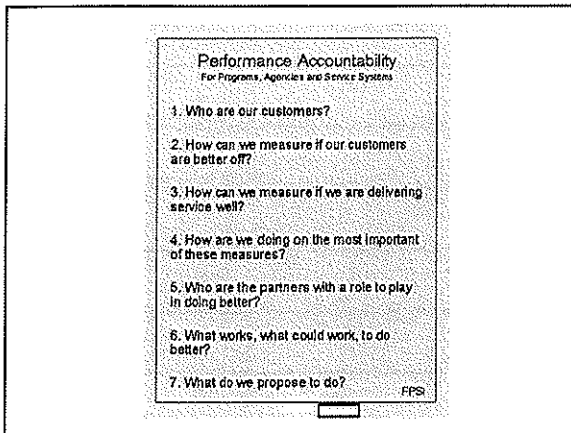 Performance Accountability
For Programs, Agencies and Service Systems
1. Who are our customers?
2. How can we measure if our customers
are better off?
3. How can we measure if we are delivering
service well?
4. How are we doing on the most important
of these measures?
5. Who are the partners with a role to play
in doing better?
6. What works, what could work, to do
better?
7. What do we propose to do?
FPSI